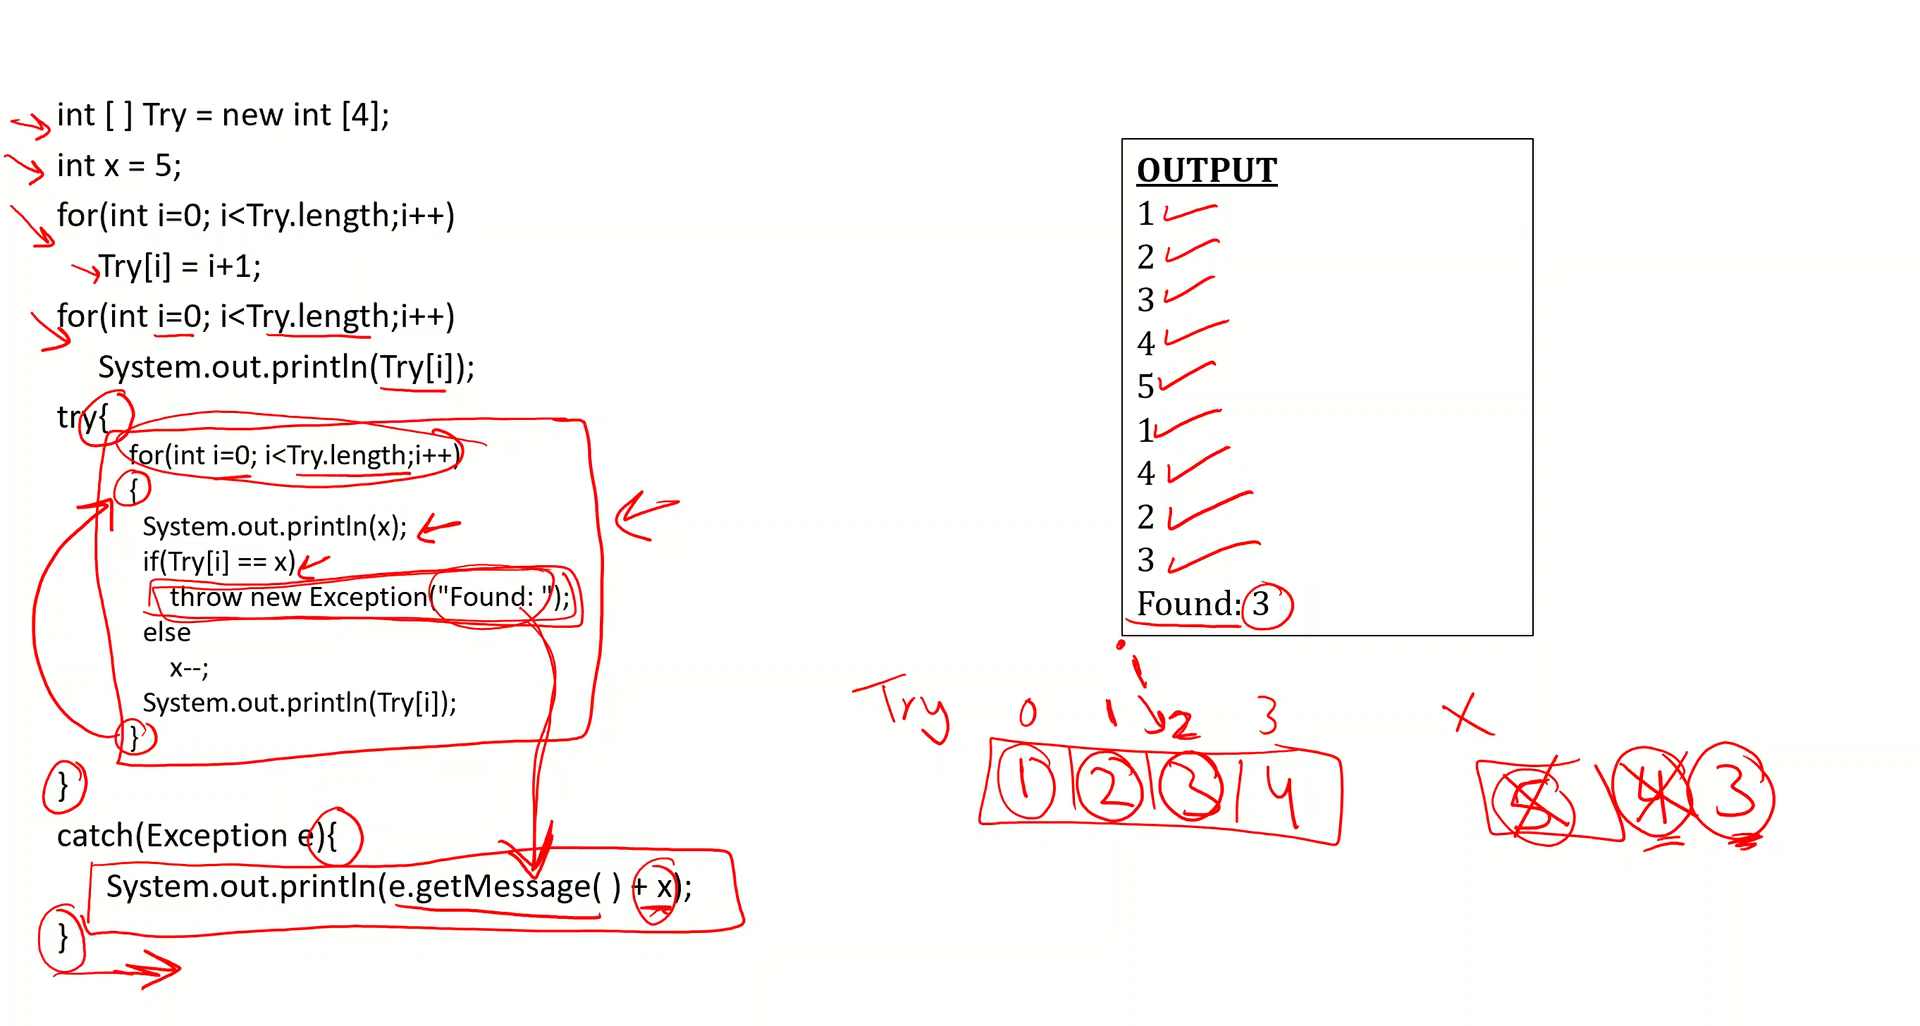 int [ ] Try = new int [4];
int x = 5;
for(int i=0; i<Try.length;i++)
Try[i] = i+1;
for(int i=0; i<Try.length;i++)
System.out.println(Try[i]);
try{
for(int i=0; i<Try.length;i++)
{
System.out.println(x);
if(Try[i] == x)
throw new Exception("Found: ");
else
x--;
System.out.println(Try[i]);
}
}
catch(Exception e){
System.out.println(e.getMessage( ) + x);
}
OUTPUT
1
2
3
4
5
1
4
2
3
Found: 3
i
Try 0 1 2 3 x
1 2 3 4 5 4 3